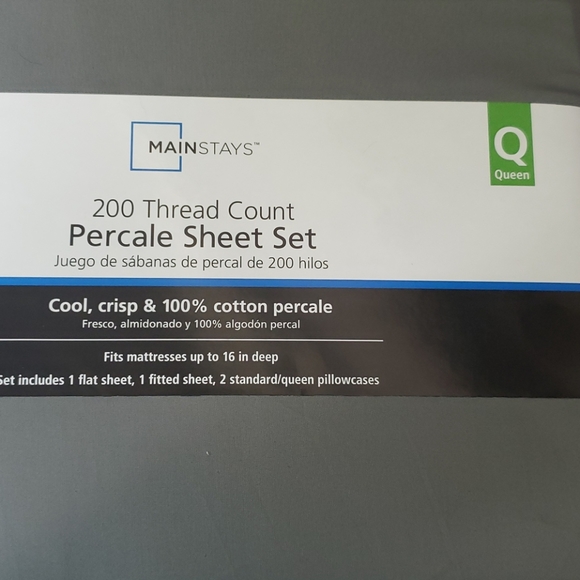 MAINSTAYS™
Q
Queen
200 Thread Count
Percale Sheet Set
Juego de sábanas de percal de 200 hilos
Cool, crisp & 100% cotton percale
Fresco, almidonado y 100% algodón percal
Fits mattresses up to 16 in deep
Set includes 1 flat sheet, 1 fitted sheet, 2 standard/queen pillowcases